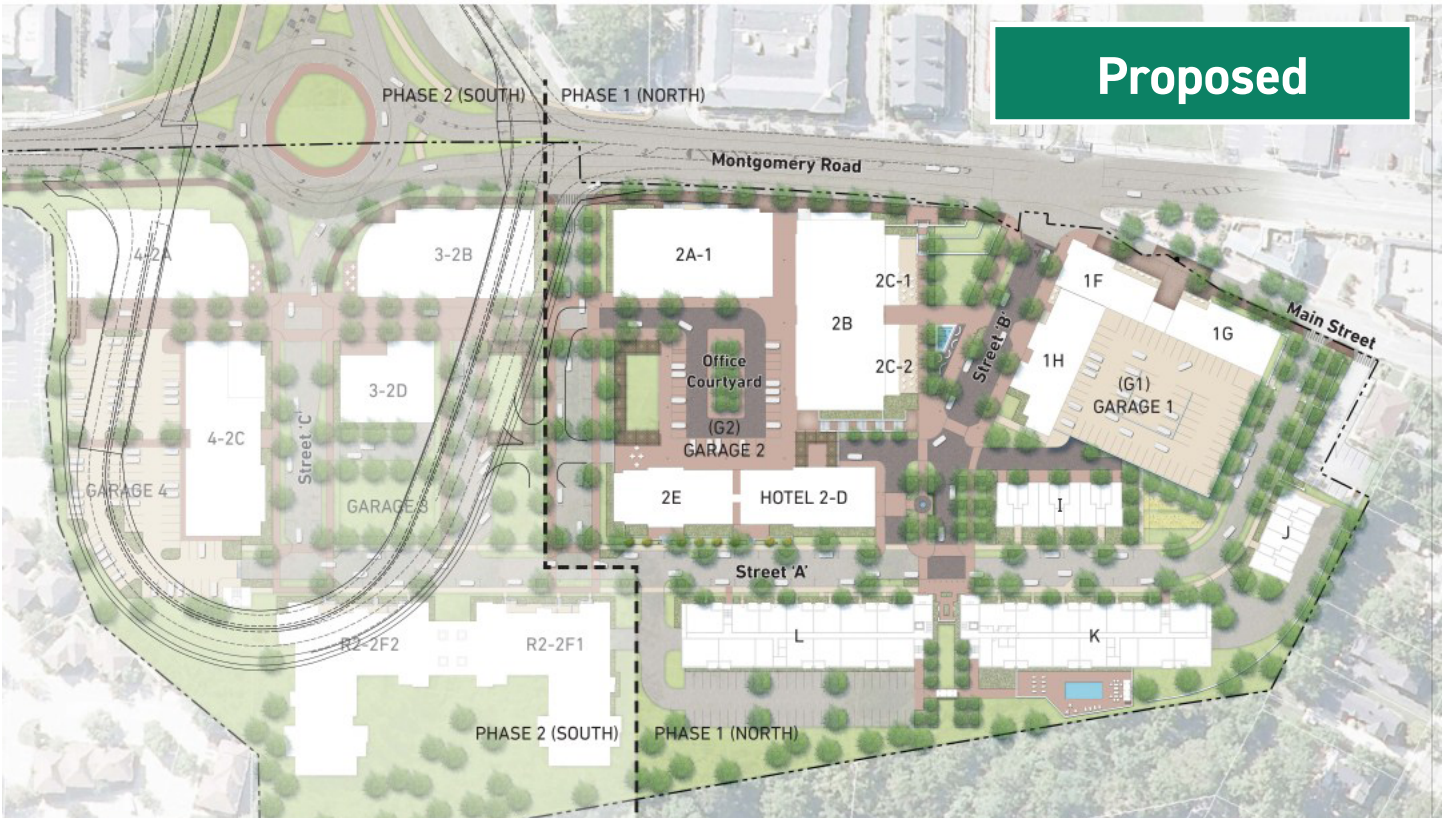 Proposed
PHASE 2 (SOUTH)
PHASE 1 (NORTH)
Montgomery Road
4-2A
3-2B
2A-1
2B
2C-1
2C-2
1F
1G
1H
Main Street
Street 'B'
(G1)
GARAGE 1
Office
Courtyard
(G2)
GARAGE 2
3-2D
4-2C
Street 'C'
GARAGE 4
GARAGE 3
2E
HOTEL 2-D
I
J
Street 'A'
L
K
R2-2F2
R2-2F1
PHASE 2 (SOUTH)
PHASE 1 (NORTH)